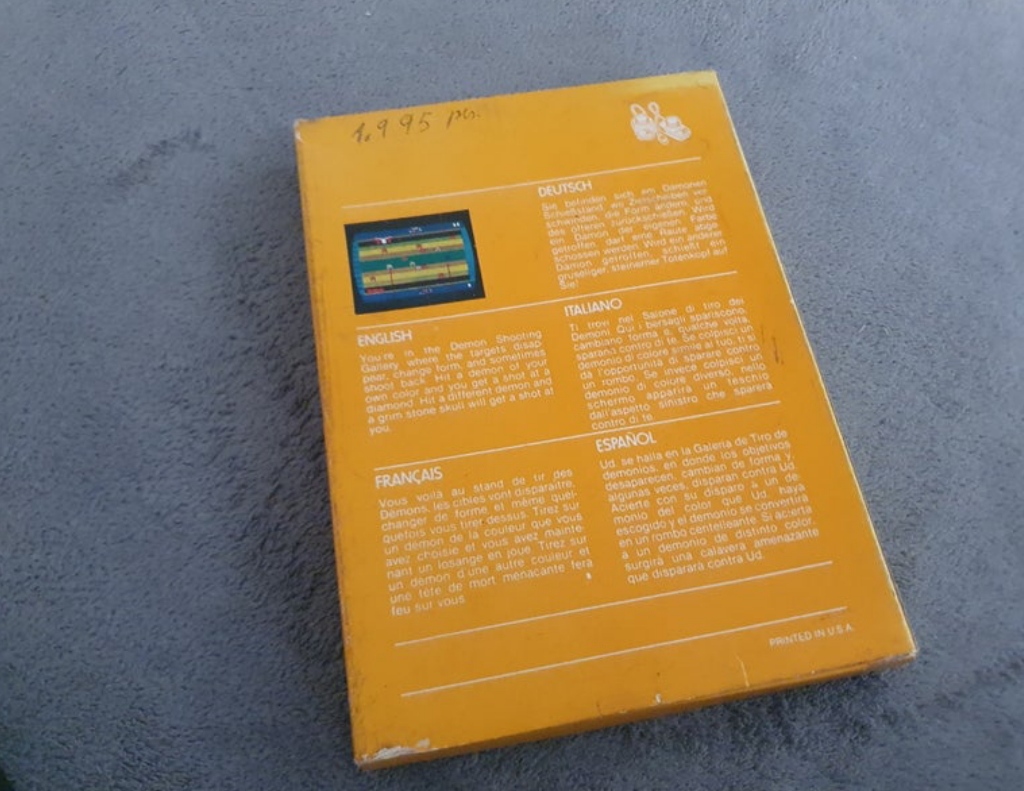 1.995 pts.
DEUTSCH
Sie befinden sich am Dämonen
Schießstand, wo Zielscheiben ver
schwinden, die Form ändern und
des öfteren zurückschießen. Wird
ein Dämon der eigenen Farbe
getroffen, darf eine Raute abge
schossen werden. Wird ein anderer
Dämon getroffen, schießt ein
gruseliger, steinerner Totenkopf auf
Sie!
ENGLISH
You're in the Demon Shooting
Gallery, where the targets disap-
pear, change form, and sometimes
shoot back. Hit a demon of your
own color and you get a shot at a
diamond. Hit a different demon and
a grim stone skull will get a shot at
you.
ITALIANO
Ti trovi nel Salone di tiro dei
Demoni. Qui i bersagli spariscono,
cambiano forma e, qualche volta,
sparano contro di te. Se colpisci un
demonio di colore simile al tuo, ti si
dà l'opportunità di sparare contro
un rombo. Se invece colpisci un
demonio di colore diverso, nello
schermo apparirà un teschio
dall'aspetto sinistro che sparerà
contro di te.
FRANÇAIS
Vous voilà au stand de tir des
Démons, les cibles vont disparaître,
changer de forme et même quel-
quefois vous tirer dessus. Tirez sur
un démon de la couleur que vous
avez choisie et vous avez mainte-
nant un losange en joue. Tirez sur
un démon d'une autre couleur et
une tête de mort menaçante fera
feu sur vous.
ESPAÑOL
Ud. se halla en la Galería de Tiro de
demonios, en donde los objetivos
desaparecen, cambian de forma y,
algunas veces, disparan contra Ud.
Acierte con su disparo a un de
monio del color que Ud. haya
escogido y el demonio se convertirá
en un rombo centelleante. Si acierta
a un demonio de distinto color,
surgirá una calavera amenazante
que disparará contra Ud.
PRINTED IN U.S.A.